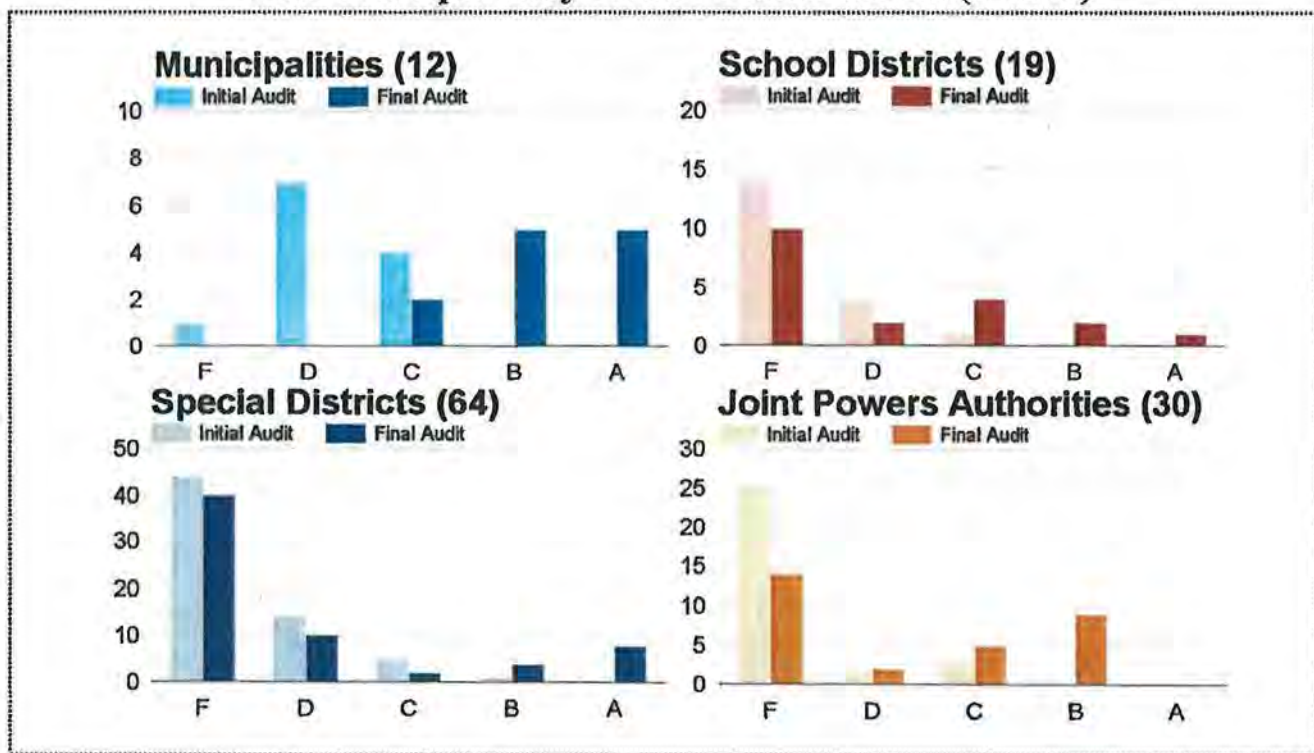 Municipalities (12)
Initial Audit Final Audit
10
8
6
4
2
0
F D C B A
School Districts (19)
Initial Audit Final Audit
20
15
10
5
0
F D C B A
Special Districts (64)
Initial Audit Final Audit
50
40
30
20
10
0
F D C B A
Joint Powers Authorities (30)
Initial Audit Final Audit
30
25
20
15
10
5
0
F D C B A